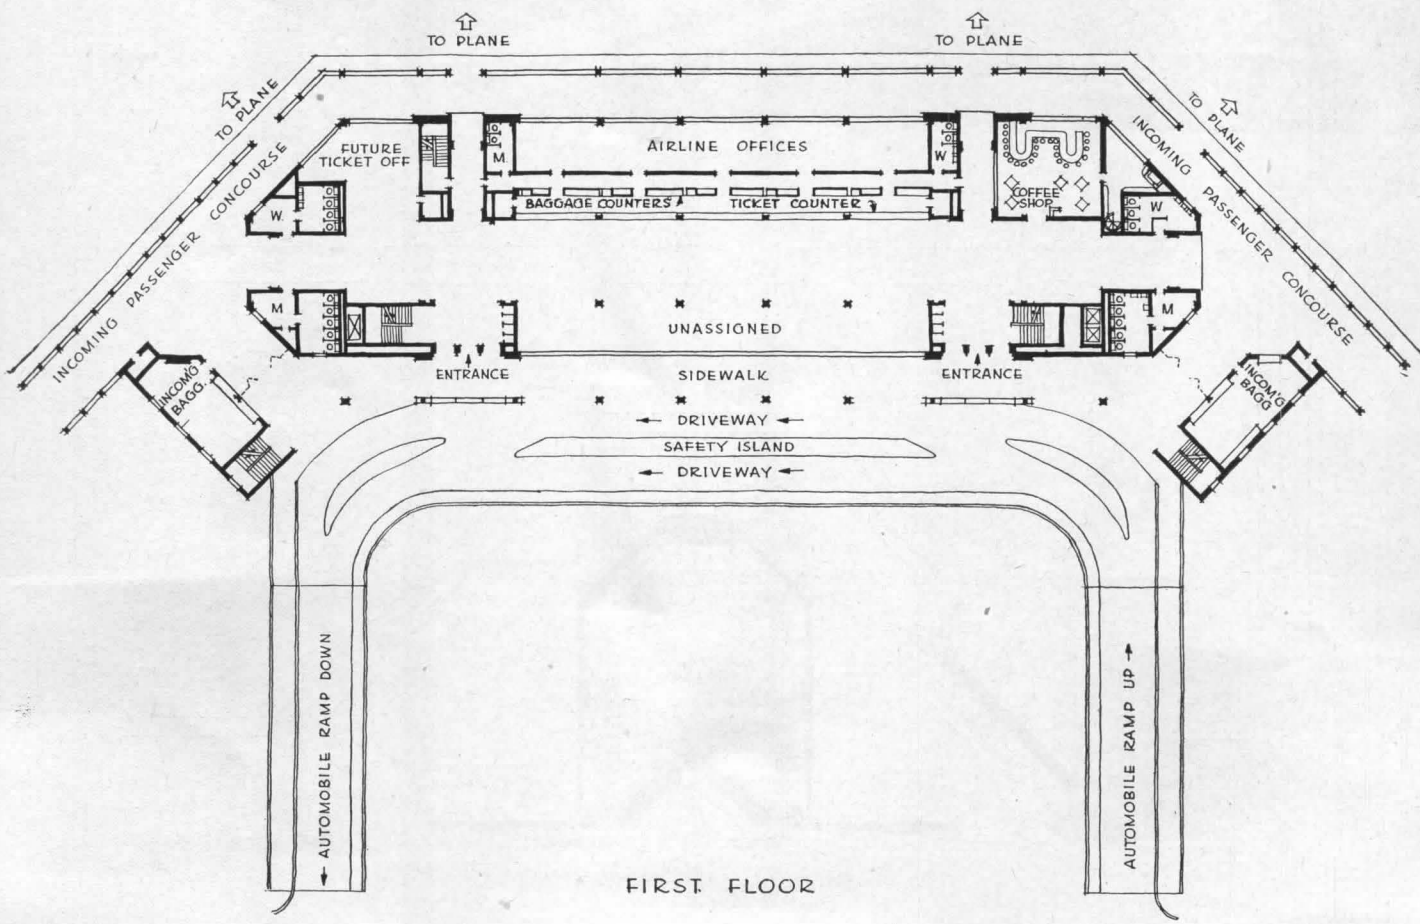 TO PLANE
TO PLANE
TO PLANE
TO PLANE
INCOMING PASSENGER CONCOURSE
FUTURE
TICKET OFF
M.
AIRLINE OFFICES
W.
INCOMING PASSENGER CONCOURSE
BAGGAGE COUNTERS
TICKET COUNTER
COFFEE
SHOP
W.
W
M
M
UNASSIGNED
ENTRANCE
SIDEWALK
ENTRANCE
INCOM'G
BAGG.
INCOM'G
BAGG
DRIVEWAY
SAFETY ISLAND
DRIVEWAY
AUTOMOBILE RAMP DOWN
AUTOMOBILE RAMP UP
FIRST FLOOR